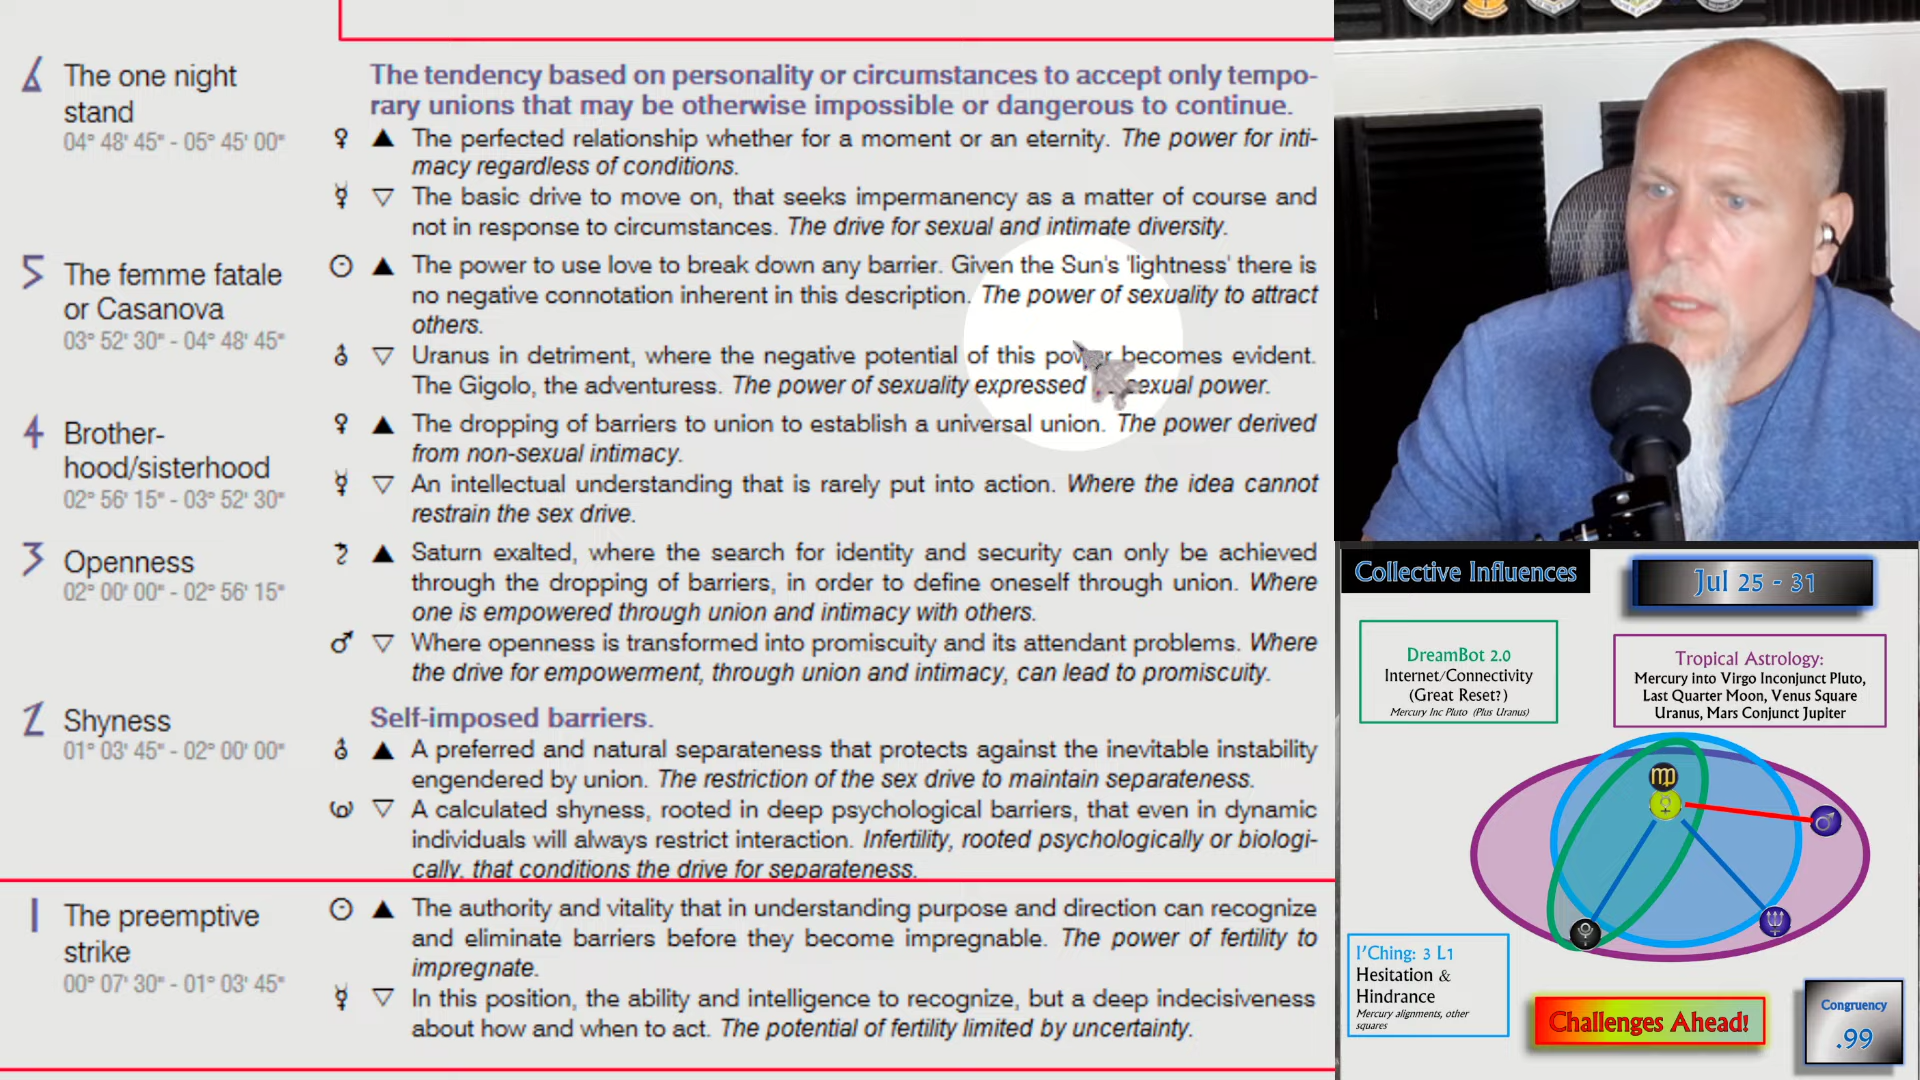 6 The one night
stand
04° 48' 45" - 05° 45' 00"
The tendency based on personality or circumstances to accept only tempo-
rary unions that may be otherwise impossible or dangerous to continue.
♀ ▲ The perfected relationship whether for a moment or an eternity. The power for inti-
macy regardless of conditions.
☿ ▽ The basic drive to move on, that seeks impermanency as a matter of course and
not in response to circumstances. The drive for sexual and intimate diversity.
5 The femme fatale
or Casanova
03° 52' 30" - 04° 48' 45"
☉ ▲ The power to use love to break down any barrier. Given the Sun's 'lightness' there is
no negative connotation inherent in this description. The power of sexuality to attract
others.
⛢ ▽ Uranus in detriment, where the negative potential of this power becomes evident.
The Gigolo, the adventuress. The power of sexuality expressed sexual power.
4 Brother-
hood/sisterhood
02° 56' 15" - 03° 52' 30"
♀ ▲ The dropping of barriers to union to establish a universal union. The power derived
from non-sexual intimacy.
☿ ▽ An intellectual understanding that is rarely put into action. Where the idea cannot
restrain the sex drive.
3 Openness
02° 00' 00" - 02° 56' 15"
♄ ▲ Saturn exalted, where the search for identity and security can only be achieved
through the dropping of barriers, in order to define oneself through union. Where
one is empowered through union and intimacy with others.
♂ ▽ Where openness is transformed into promiscuity and its attendant problems. Where
the drive for empowerment, through union and intimacy, can lead to promiscuity.
2 Shyness
01° 03' 45" - 02° 00' 00"
Self-imposed barriers.
⛢ ▲ A preferred and natural separateness that protects against the inevitable instability
engendered by union. The restriction of the sex drive to maintain separateness.
▽ A calculated shyness, rooted in deep psychological barriers, that even in dynamic
individuals will always restrict interaction. Infertility, rooted psychologically or biologi-
cally, that conditions the drive for separateness.
1 The preemptive
strike
00° 07' 30" - 01° 03' 45"
☉ ▲ The authority and vitality that in understanding purpose and direction can recognize
and eliminate barriers before they become impregnable. The power of fertility to
impregnate.
☿ ▽ In this position, the ability and intelligence to recognize, but a deep indecisiveness
about how and when to act. The potential of fertility limited by uncertainty.
Collective Influences
Jul 25 - 31
DreamBot 2.0
Internet/Connectivity
(Great Reset?)
Mercury Inc Pluto (Plus Uranus)
Tropical Astrology:
Mercury into Virgo Inconjunct Pluto,
Last Quarter Moon, Venus Square
Uranus, Mars Conjunct Jupiter
I'Ching: 3 L1
Hesitation &
Hindrance
Mercury alignments, other
squares
Challenges Ahead!
Congruency
.99